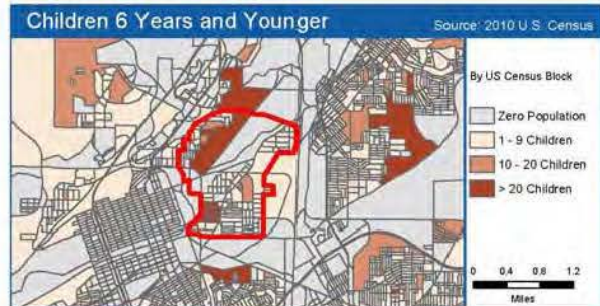 Children 6 Years and Younger
Source: 2010 U.S. Census
By US Census Block
Zero Population
1 - 9 Children
10 - 20 Children
> 20 Children
0 0.4 0.8 1.2
Miles